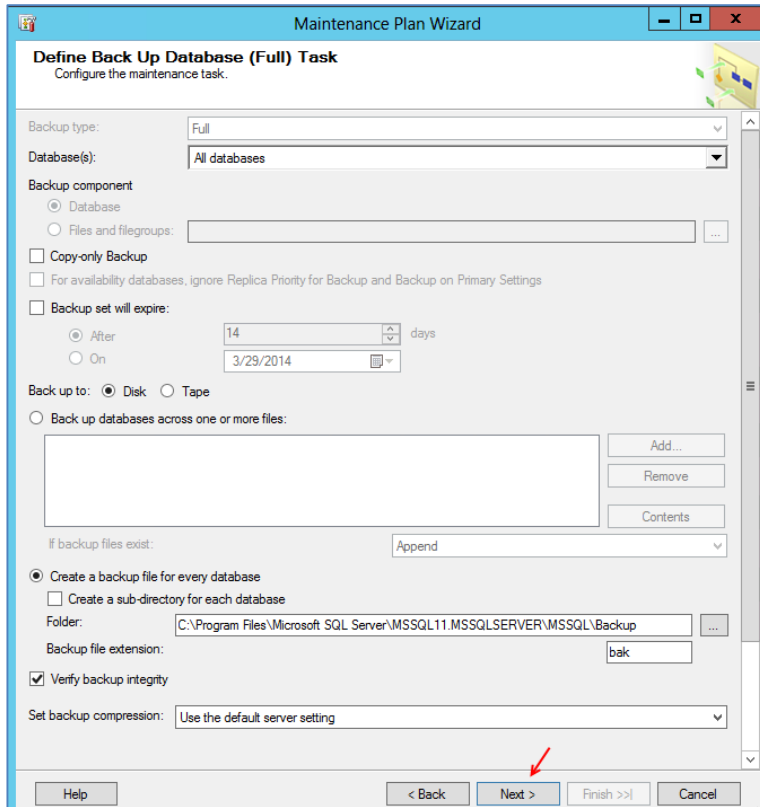 Maintenance Plan Wizard
Define Back Up Database (Full) Task
Configure the maintenance task.
Backup type: Full
Database(s): All databases
Backup component
Database
Files and filegroups: ...
Copy-only Backup
For availability databases, ignore Replica Priority for Backup and Backup on Primary Settings
Backup set will expire:
After 14 days
On 3/29/2014
Back up to: Disk Tape
Back up databases across one or more files:
Add...
Remove
Contents
If backup files exist: Append
Create a backup file for every database
Create a sub-directory for each database
Folder: C:\Program Files\Microsoft SQL Server\MSSQL11.MSSQLSERVER\MSSQL\Backup ...
Backup file extension: bak
Verify backup integrity
Set backup compression: Use the default server setting
Help < Back Next > Finish >>| Cancel